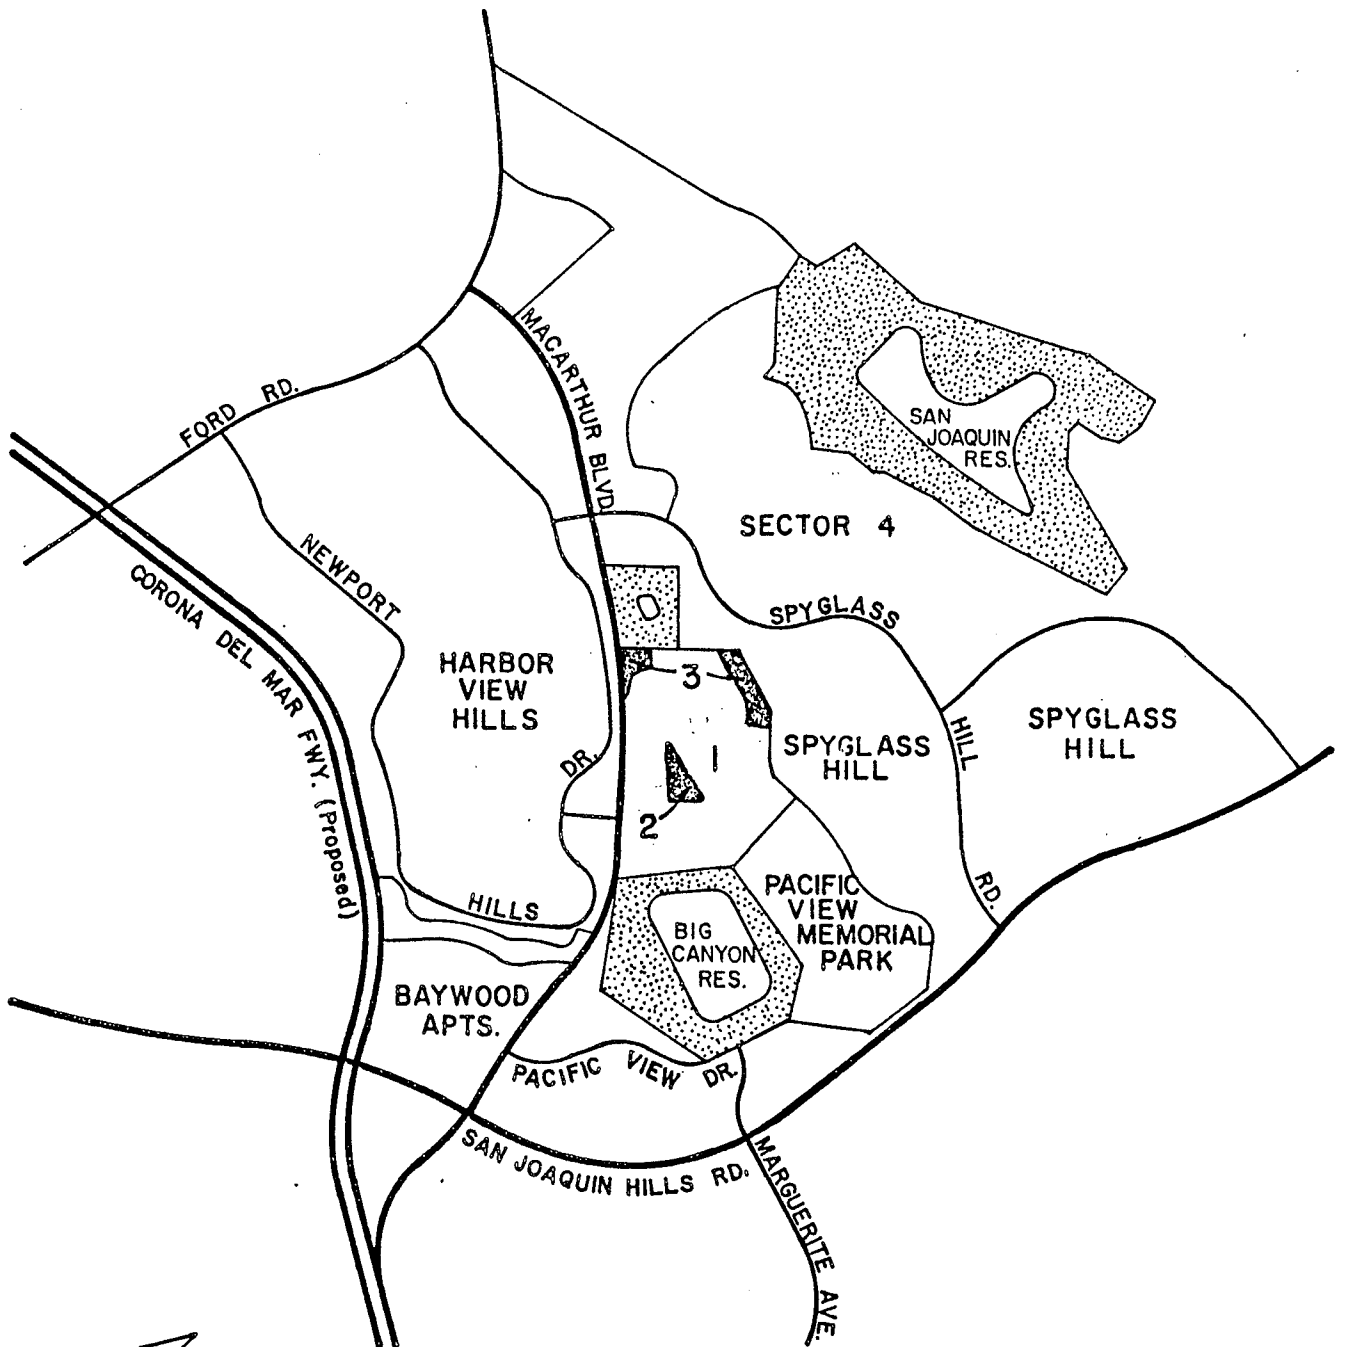 MACARTHUR BLVD.
FORD RD.
SAN
JOAQUIN
RES.
SECTOR 4
NEWPORT
CORONA DEL MAR FWY. (Proposed)
SPYGLASS
HARBOR
VIEW
HILLS
3
SPYGLASS
HILL
HILL
SPYGLASS
HILL
DR.
1
2
RD.
HILLS
PACIFIC
VIEW
MEMORIAL
PARK
BIG
CANYON
RES.
BAYWOOD
APTS.
PACIFIC VIEW DR.
SAN JOAQUIN HILLS RD.
MARGUERITE AVE.